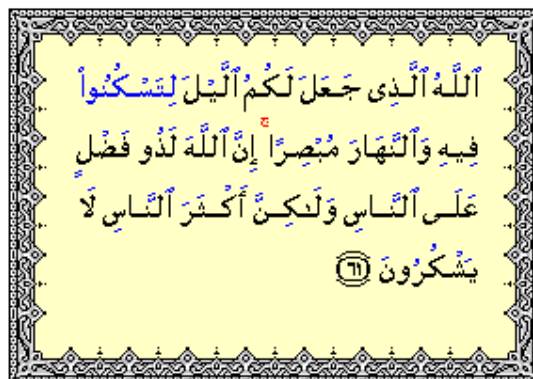 ٱللَّهُ ٱلَّذِى جَعَلَ لَكُمُ ٱلَّيْلَ لِتَسْكُنُوا۟
فِيهِ وَٱلنَّهَارَ مُبْصِرًا ۚ إِنَّ ٱللَّهَ لَذُو فَضْلٍ
عَلَى ٱلنَّاسِ وَلَٰكِنَّ أَكْثَرَ ٱلنَّاسِ لَا
يَشْكُرُونَ ﴿٦١﴾